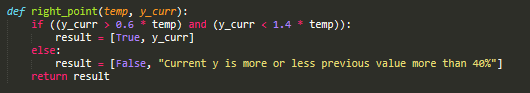 def right_point(temp, y_curr):
    if ((y_curr > 0.6 * temp) and (y_curr < 1.4 * temp)):
        result = [True, y_curr]
    else:
        result = [False, "Current y is more or less previous value more than 40%"]
    return result